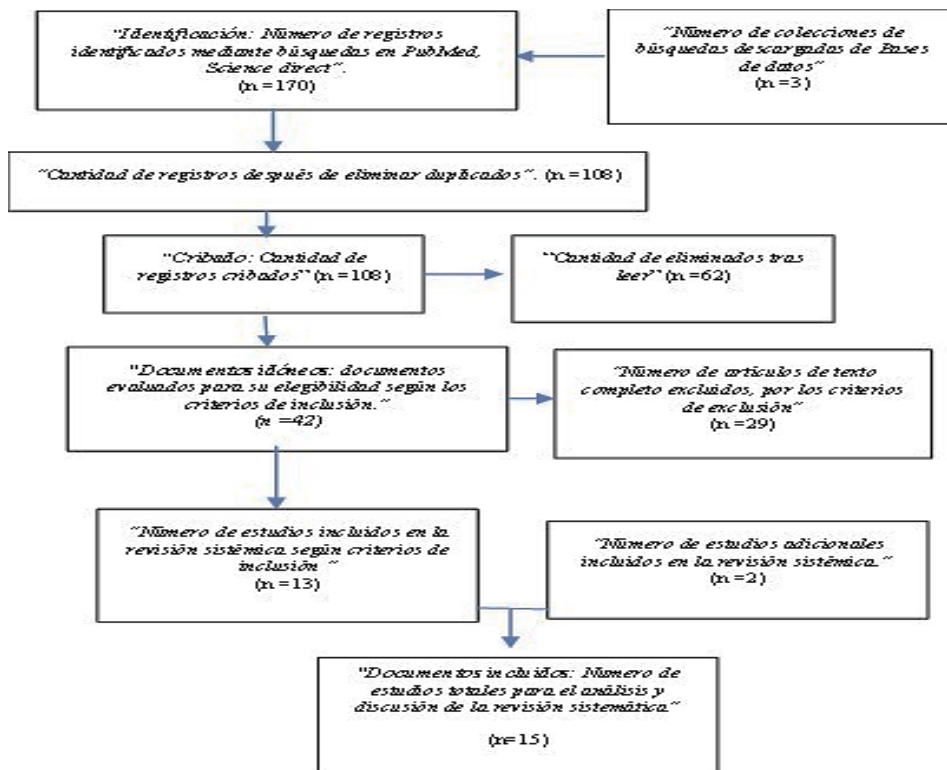 "Identificación: Número de registros
identificados mediante búsquedas en PubMed,
Science direct".
(n =170)
"Número de colecciones de
búsquedas descargadas de Bases
de datos"
(n =3)
"Cantidad de registros después de eliminar duplicados". (n =108)
"Cribado: Cantidad de
registros cribados" (n =108)
"Cantidad de eliminados tras
leer" (n =62)
"Documentos idóneos: documentos
evaluados para su elegibilidad según los
criterios de inclusión."
(n =42)
"Número de artículos de texto
completo excluidos, por los criterios
de exclusión"
(n =29)
"Número de estudios incluidos en la
revisión sistémica según criterios de
inclusión "
(n =13)
"Número de estudios adicionales
incluidos en la revisión sistémica."
(n =2)
"Documentos incluidos: Numero de
estudios totales para el análisis y
discusión de la revisión sistemática."
(n=15)